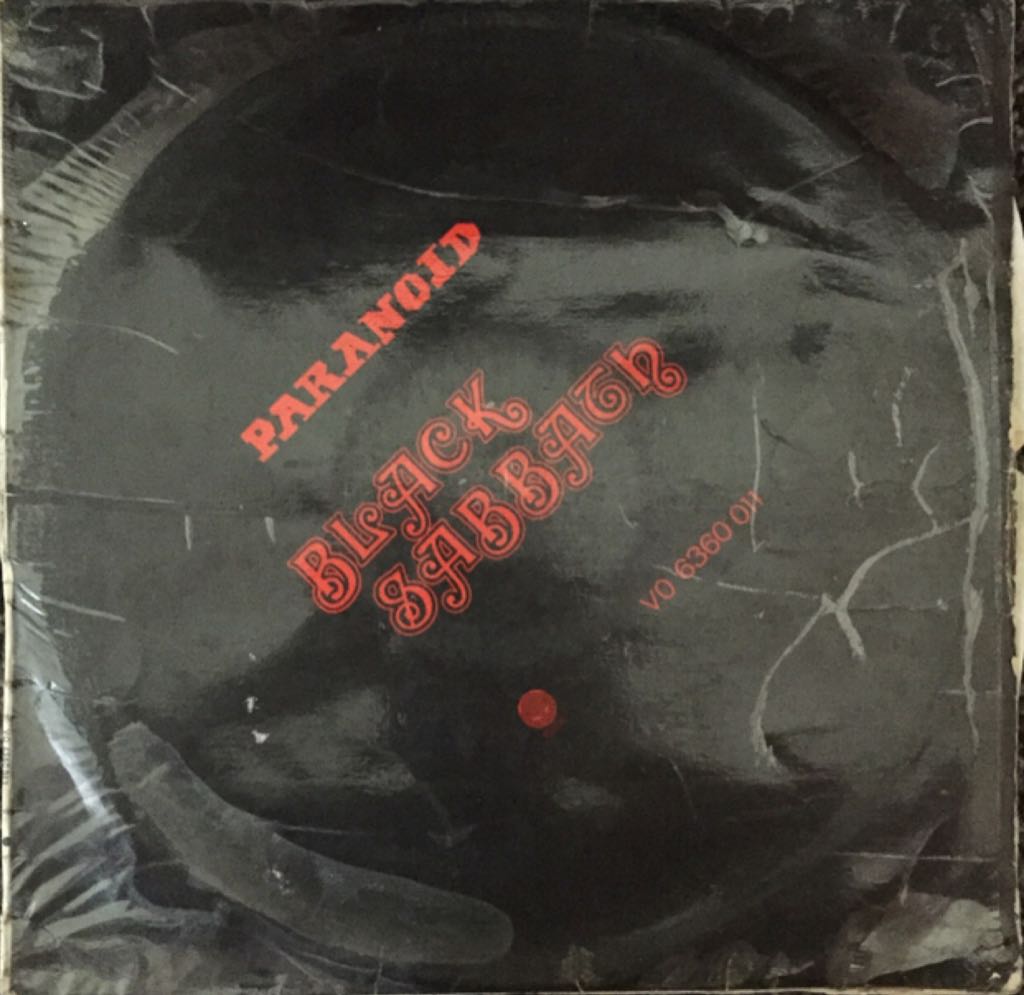 PARANOID
BLACK
SABBATH
VO 6360 011